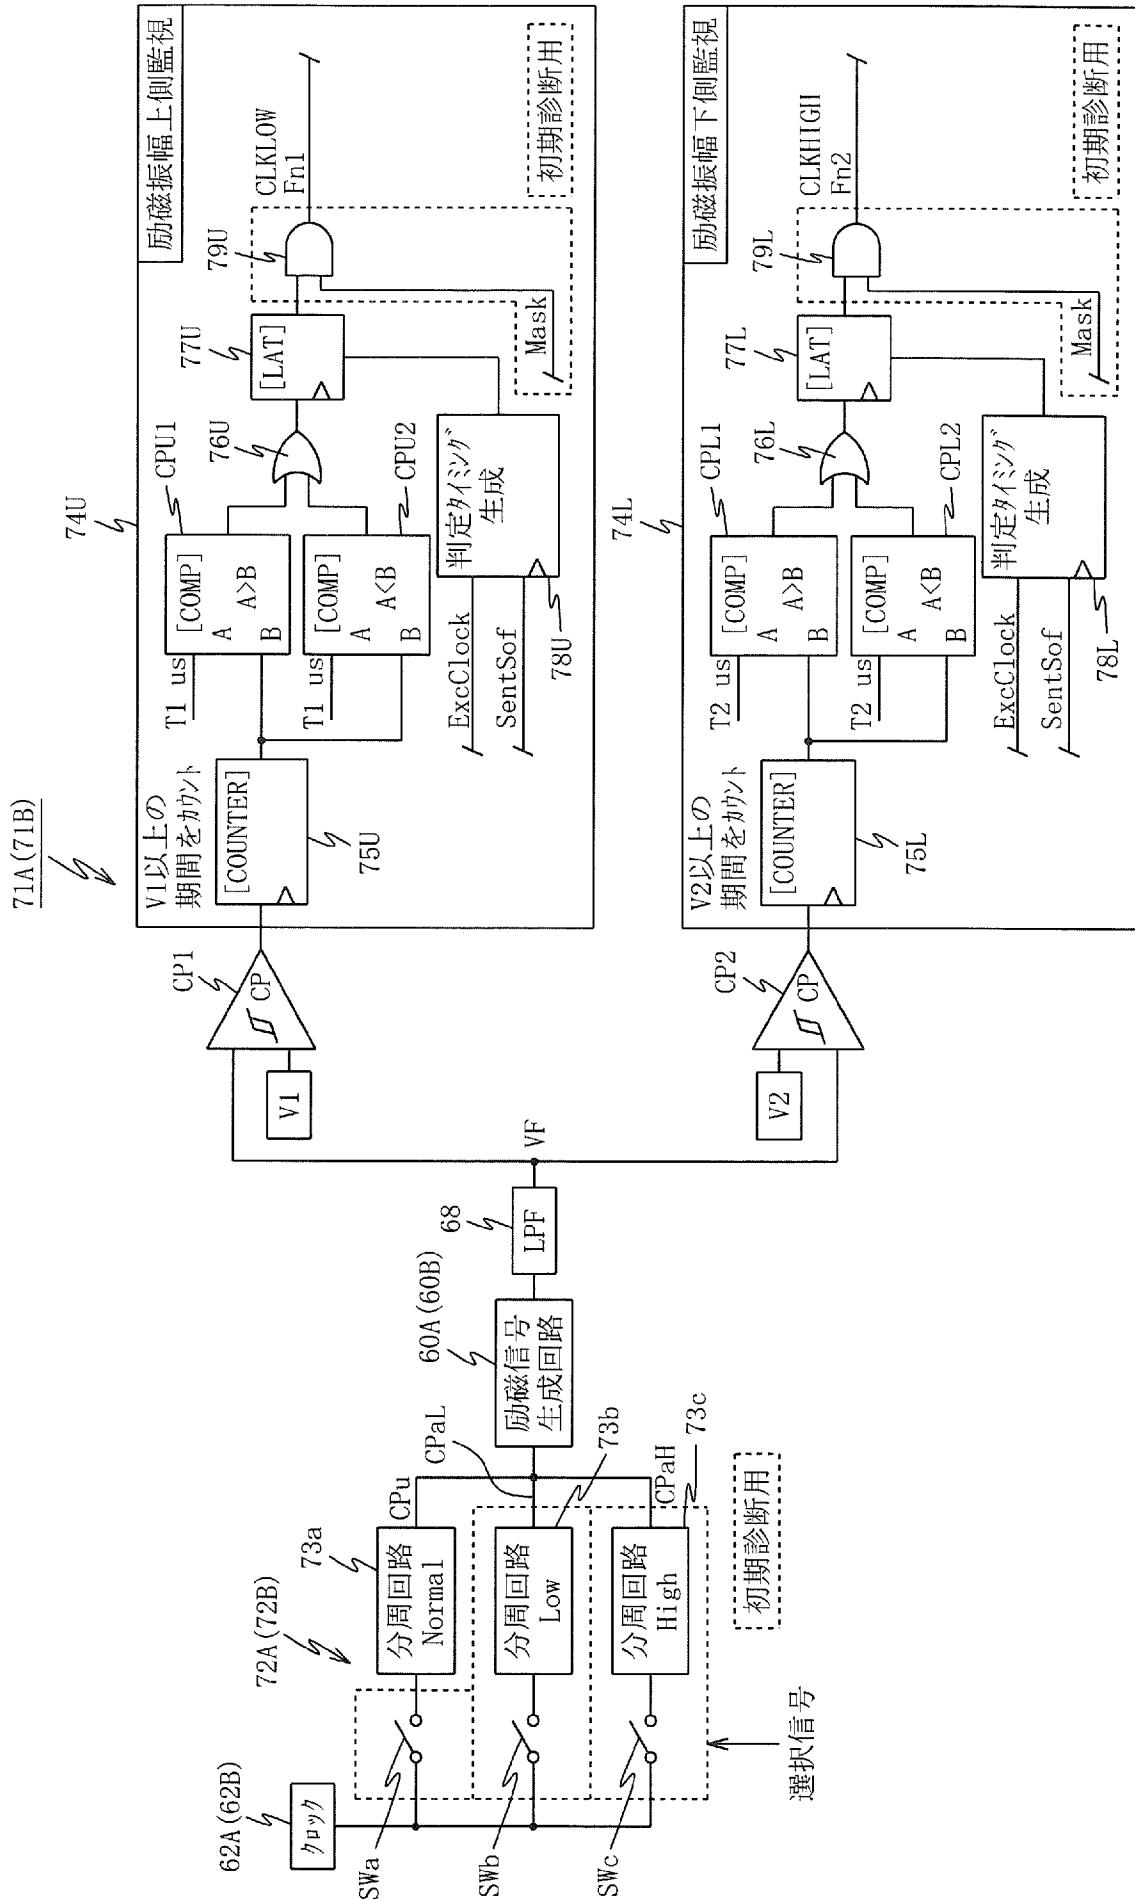 71A(71B)
62A(62B)
クロック
SWa
SWb
SWc
選択信号
72A(72B)
73a
分周回路
Normal
CPu
分周回路
Low
CPaL
73b
分周回路
High
CPaH
73c
初期診断用
60A(60B)
励磁信号
生成回路
68
LPF
VF
V1
CP1
CP
V2
CP2
CP
74U
励磁振幅上側監視
V1以上の
期間をカウント
[COUNTER]
75U
T1 us
[COMP]
A
A>B
B
CPU1
T1 us
[COMP]
A
A<B
B
CPU2
76U
77U
[LAT]
79U
CLKLOW
Fn1
ExcClock
SentSof
判定タイミング
生成
78U
Mask
初期診断用
74L
励磁振幅下側監視
V2以上の
期間をカウント
[COUNTER]
75L
T2 us
[COMP]
A
A>B
B
CPL1
T2 us
[COMP]
A
A<B
B
CPL2
76L
77L
[LAT]
79L
CLKHIGH
Fn2
ExcClock
SentSof
判定タイミング
生成
78L
Mask
初期診断用